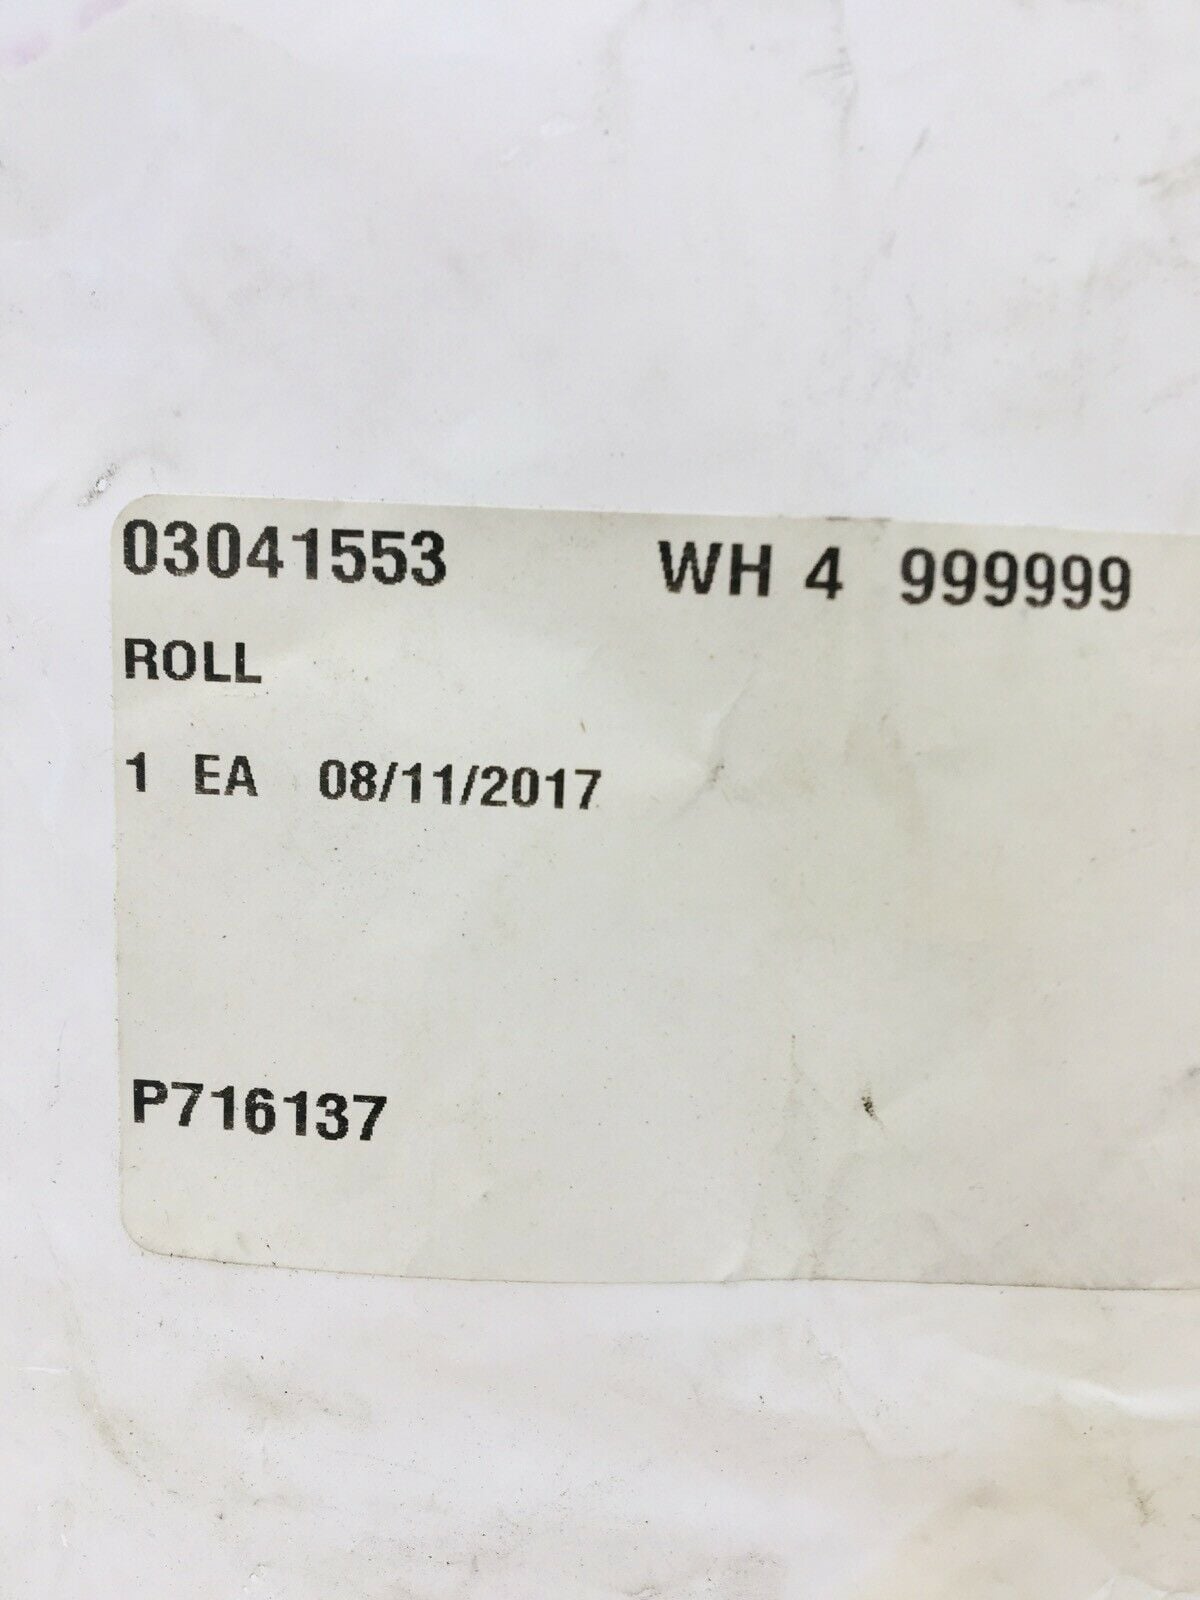 03041553 WH 4 999999
ROLL
1 EA 08/11/2017
P716137